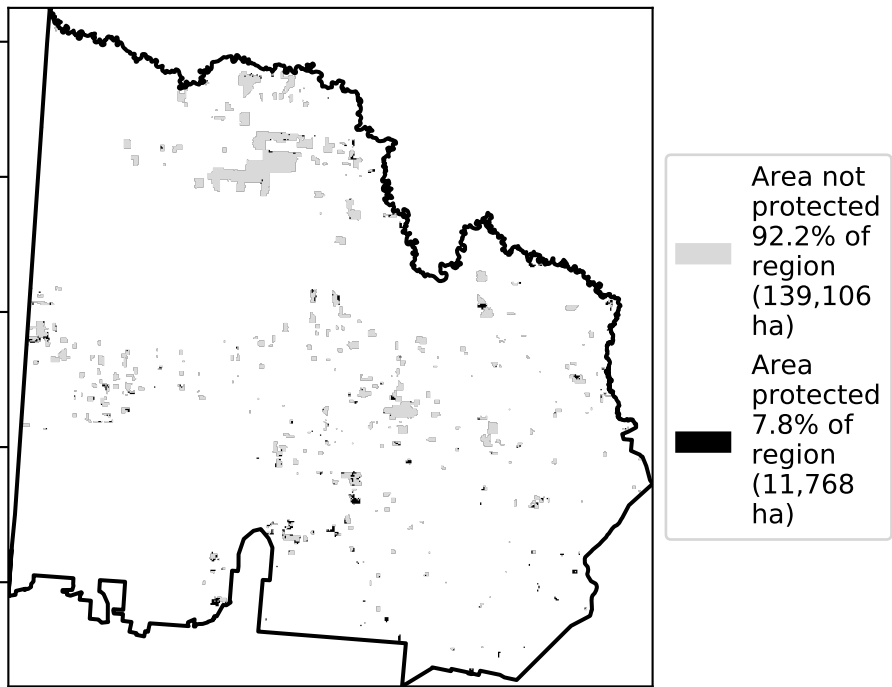 Area not
protected
92.2% of
region
(139,106
ha)
Area
protected
7.8% of
region
(11,768
ha)